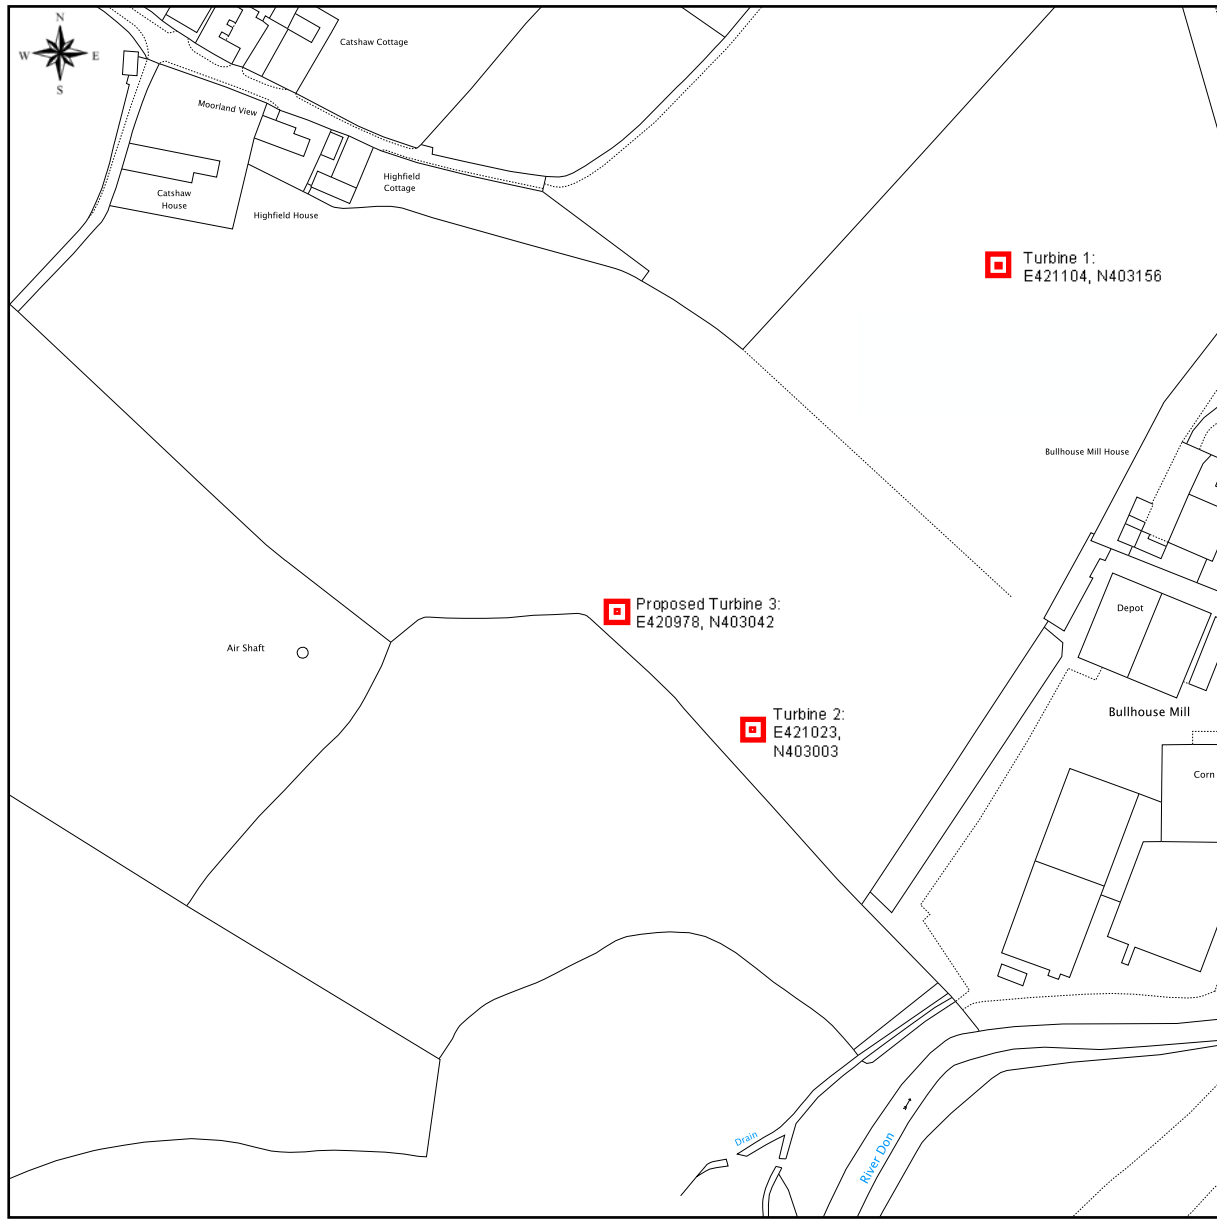 N
W
E
S
Catshaw Cottage
Moorland View
Highfield
Cottage
Catshaw
House
Highfield House
Turbine 1:
E421104, N403156
Bullhouse Mill House
Proposed Turbine 3:
E420978, N403042
Depot
Air Shaft
Turbine 2:
E421023,
N403003
Bullhouse Mill
Corn
Drain
River Don